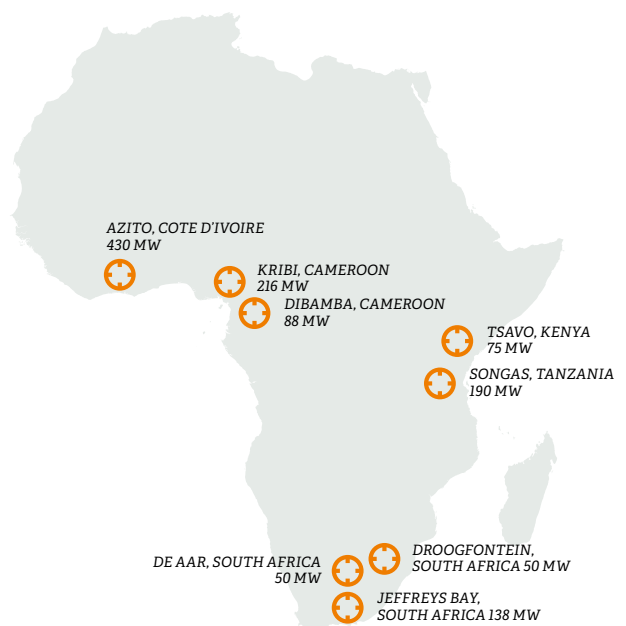 AZITO, COTE D'IVOIRE
430 MW
KRIBI, CAMEROON
216 MW
DIBAMBA, CAMEROON
88 MW
TSAVO, KENYA
75 MW
SONGAS, TANZANIA
190 MW
DROOGFONTEIN,
SOUTH AFRICA 50 MW
DE AAR, SOUTH AFRICA
50 MW
JEFFREYS BAY,
SOUTH AFRICA 138 MW